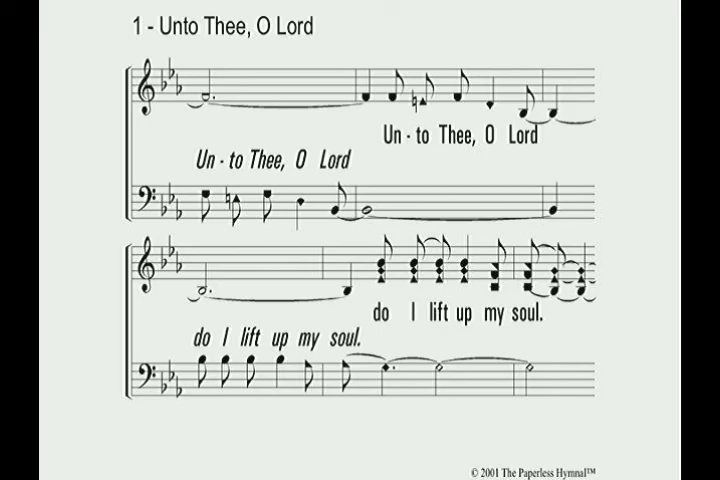 1 - Unto Thee, O Lord
Un - to Thee, O Lord
Un - to Thee, O Lord
do I lift up my soul.
do I lift up my soul.
© 2001 The Paperless Hymnal™